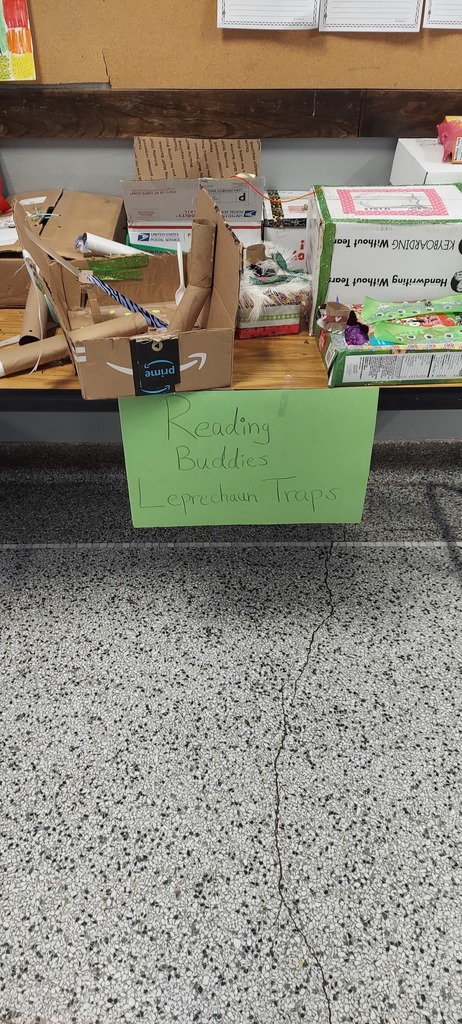 UNITED STATES
POSTAL SERVICE
P
KEYBOARDING
Without Tears
Handwriting Without Tears
prime
Reading
Buddies
Leprechaun Traps